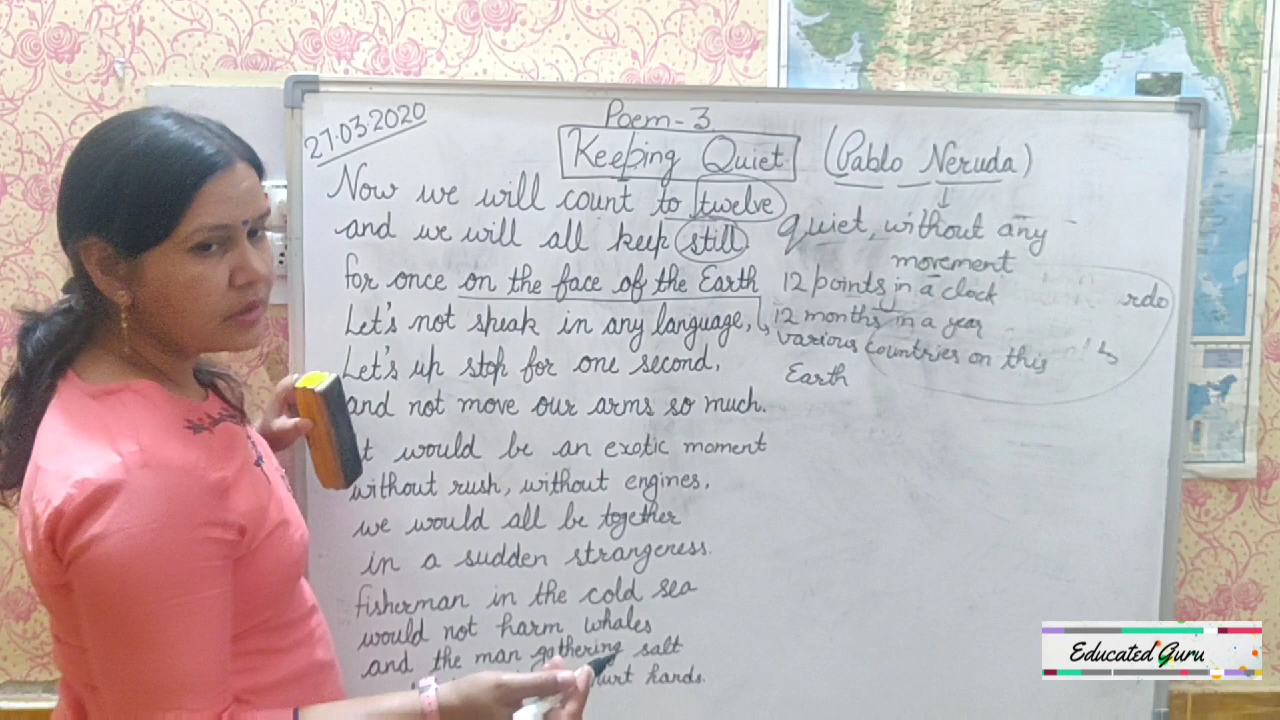 27.03.2020
Poem - 3
Keeping Quiet (Pablo Neruda)
Now we will count to twelve
and we will all keep still
for once on the face of the Earth
Let's not speak in any language,
Let's up stop for one second,
and not move our arms so much.
t would be an exotic moment
without rush, without engines,
we would all be together
in a sudden strangeness.
fisherman in the cold sea
would not harm whales
and the man gathering salt
hurt hands.
quiet, without any
movement
12 points in a clock
12 months in a year
various countries on this
Earth
rdo
Educated Guru